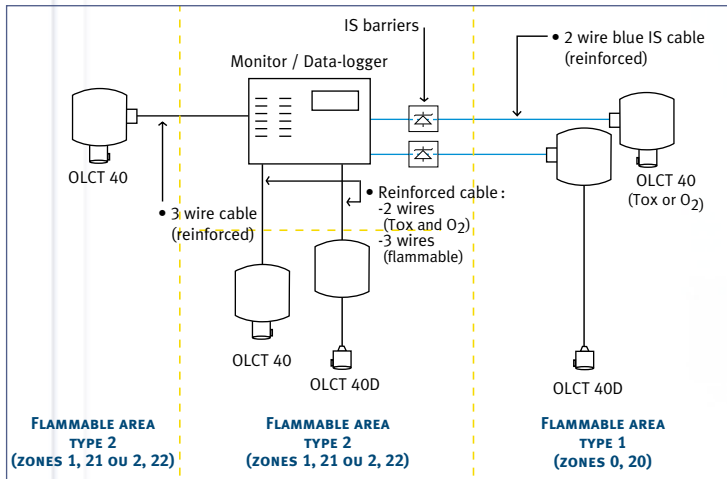 IS barriers
Monitor / Data-logger
• 2 wire blue IS cable
(reinforced)
OLCT 40
OLCT 40
(Tox or O2)
• 3 wire cable
(reinforced)
• Reinforced cable :
-2 wires
(Tox and O2)
-3 wires
(flammable)
OLCT 40
OLCT 40D
OLCT 40D
FLAMMABLE AREA
TYPE 2
(ZONES 1, 21 OU 2, 22)
FLAMMABLE AREA
TYPE 2
(ZONES 1, 21 OU 2, 22)
FLAMMABLE AREA
TYPE 1
(ZONES 0, 20)